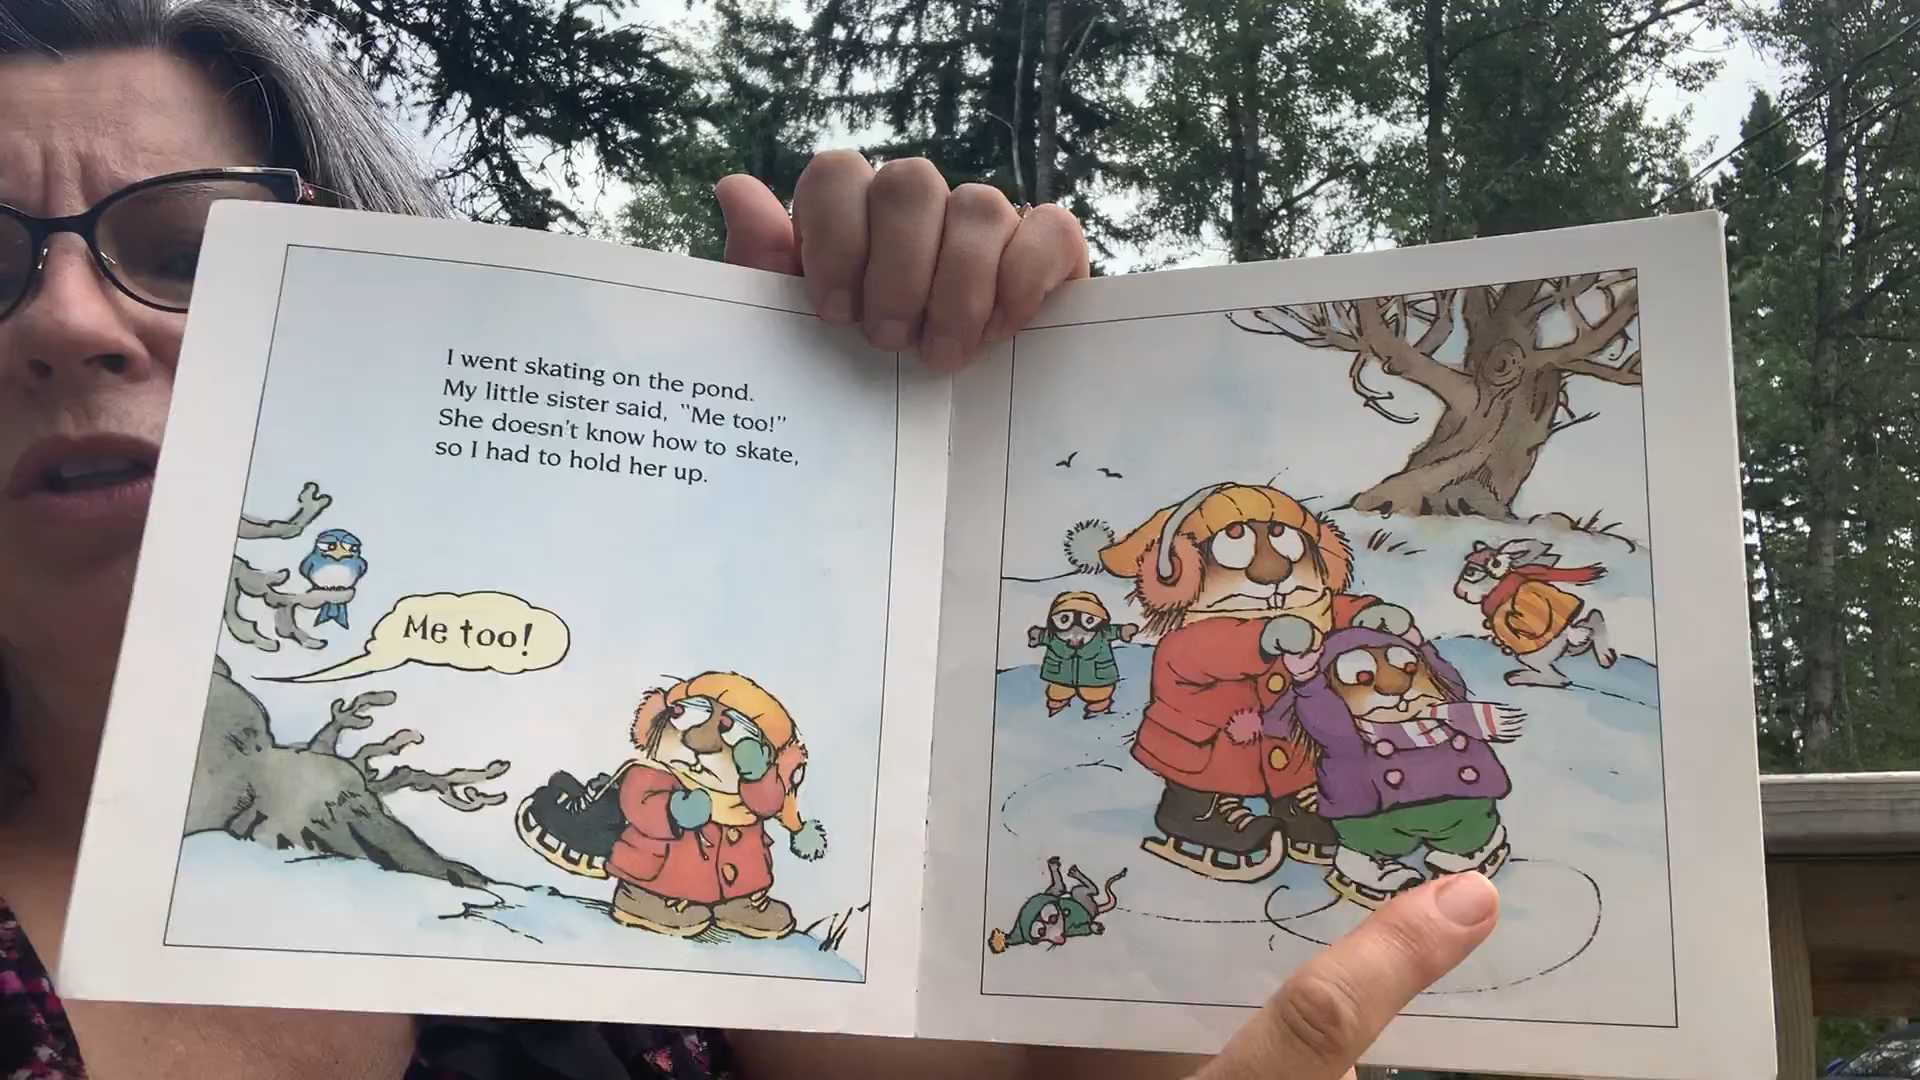 I went skating on the pond.
My little sister said, "Me too!"
She doesn't know how to skate,
so I had to hold her up.
Me too!